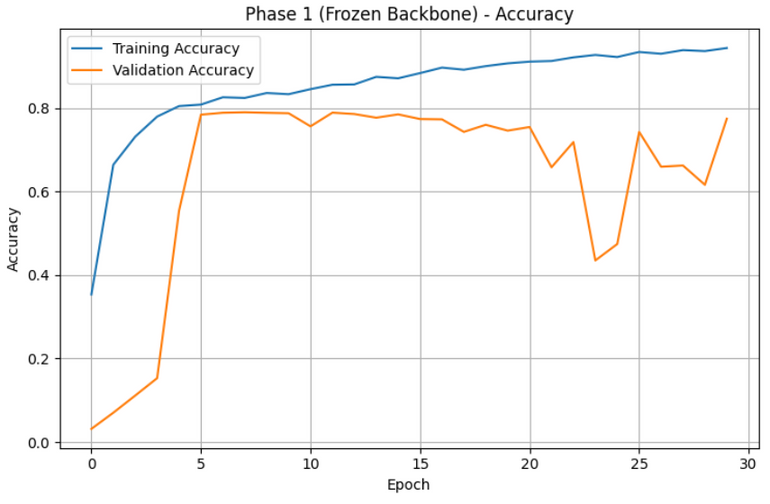 Phase 1 (Frozen Backbone) - Accuracy
Training Accuracy
Validation Accuracy
Accuracy
0.8
0.6
0.4
0.2
0.0
0 5 10 15 20 25 30
Epoch